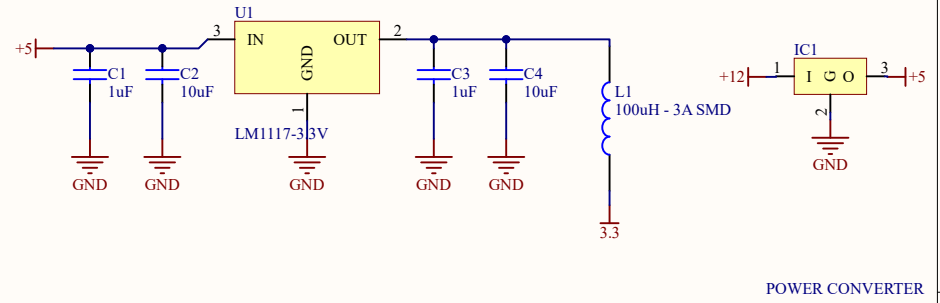 U1
3
IN
OUT
2
GND
1
LM1117-3.3V
+5
C1
1uF
C2
10uF
C3
1uF
C4
10uF
L1
100uH - 3A SMD
GND
GND
GND
GND
GND
3.3
IC1
+12
1
I
G
O
3
+5
2
GND
POWER CONVERTER